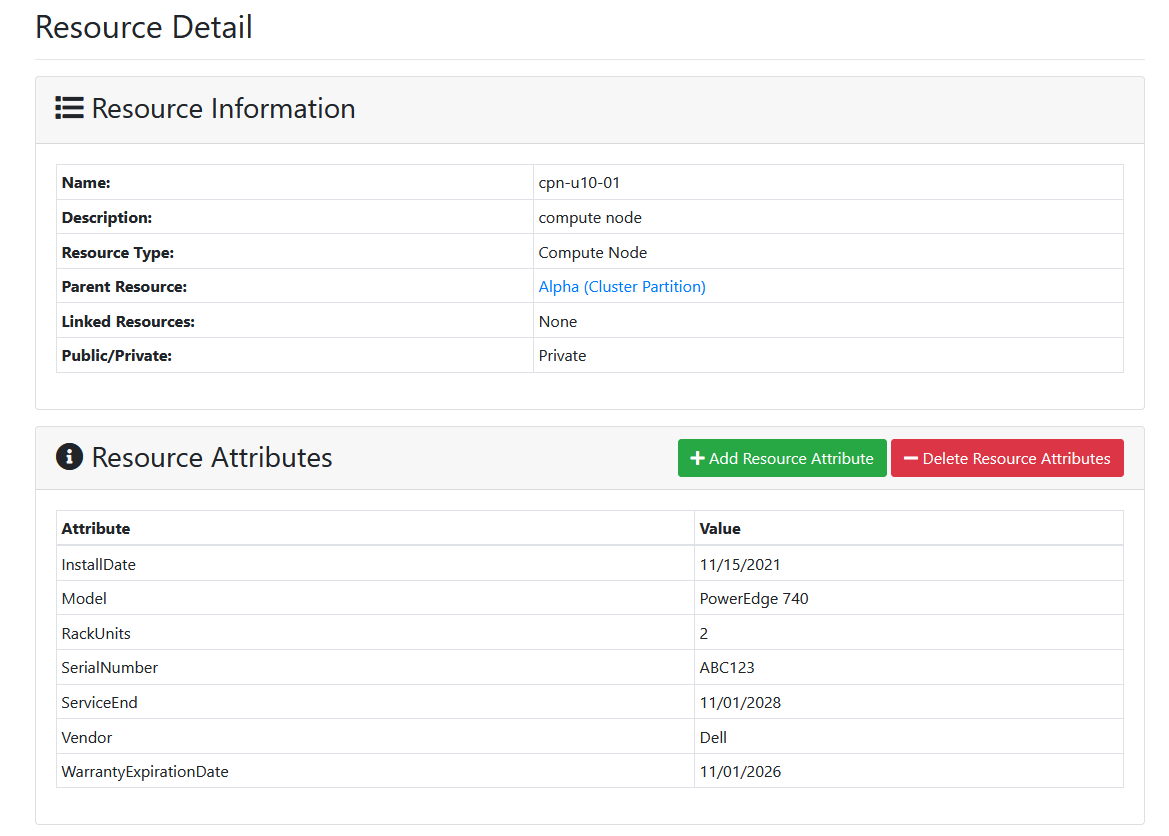 Resource Detail
Resource Information
Name: cpn-u10-01
Description: compute node
Resource Type: Compute Node
Parent Resource: Alpha (Cluster Partition)
Linked Resources: None
Public/Private: Private
Resource Attributes Add Resource Attribute Delete Resource Attributes
Attribute Value
InstallDate 11/15/2021
Model PowerEdge 740
RackUnits 2
SerialNumber ABC123
ServiceEnd 11/01/2028
Vendor Dell
WarrantyExpirationDate 11/01/2026